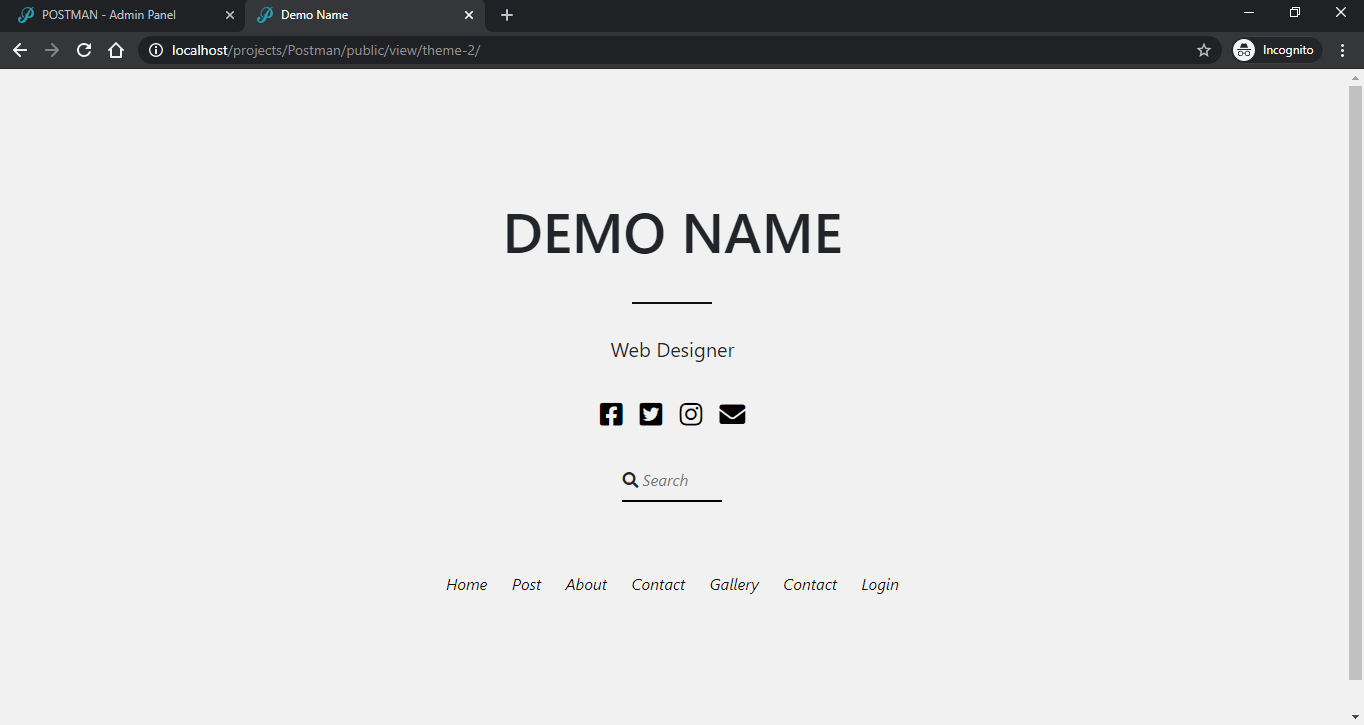 POSTMAN - Admin Panel
Demo Name
localhost/projects/Postman/public/view/theme-2/
Incognito
DEMO NAME
Web Designer
Search
Home Post About Contact Gallery Contact Login